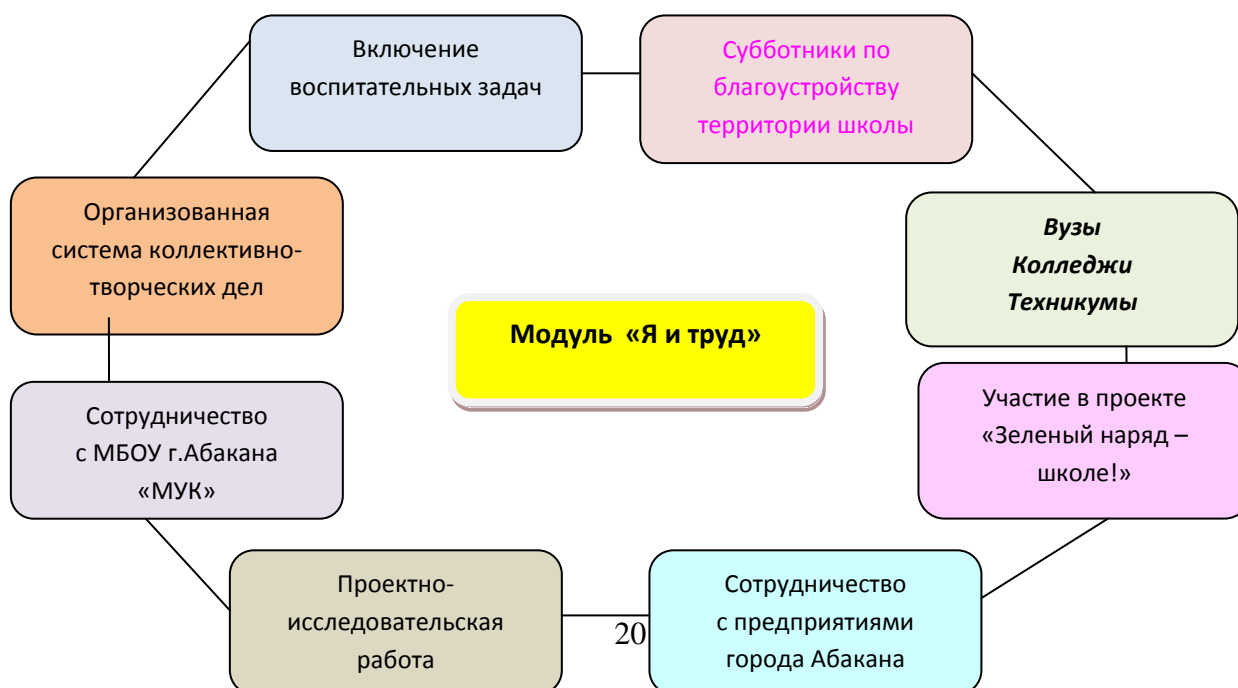 Включение
воспитательных задач
Субботники по
благоустройству
территории школы
Организованная
система коллективно-
творческих дел
Вузы
Колледжи
Техникумы
Модуль «Я и труд»
Сотрудничество
с МБОУ г.Абакана
«МУК»
Участие в проекте
«Зеленый наряд –
школе!»
Проектно-
исследовательская
работа
20
Сотрудничество
с предприятиями
города Абакана